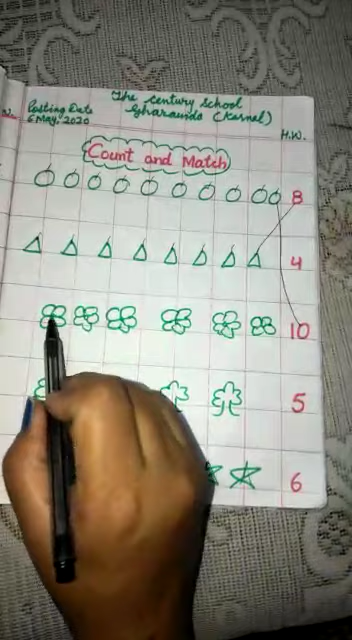 The Century School
Posting Date
Gharaunda (Karnal)
6 May, 2020
H.W.
Count and Match
8
4
10
5
6